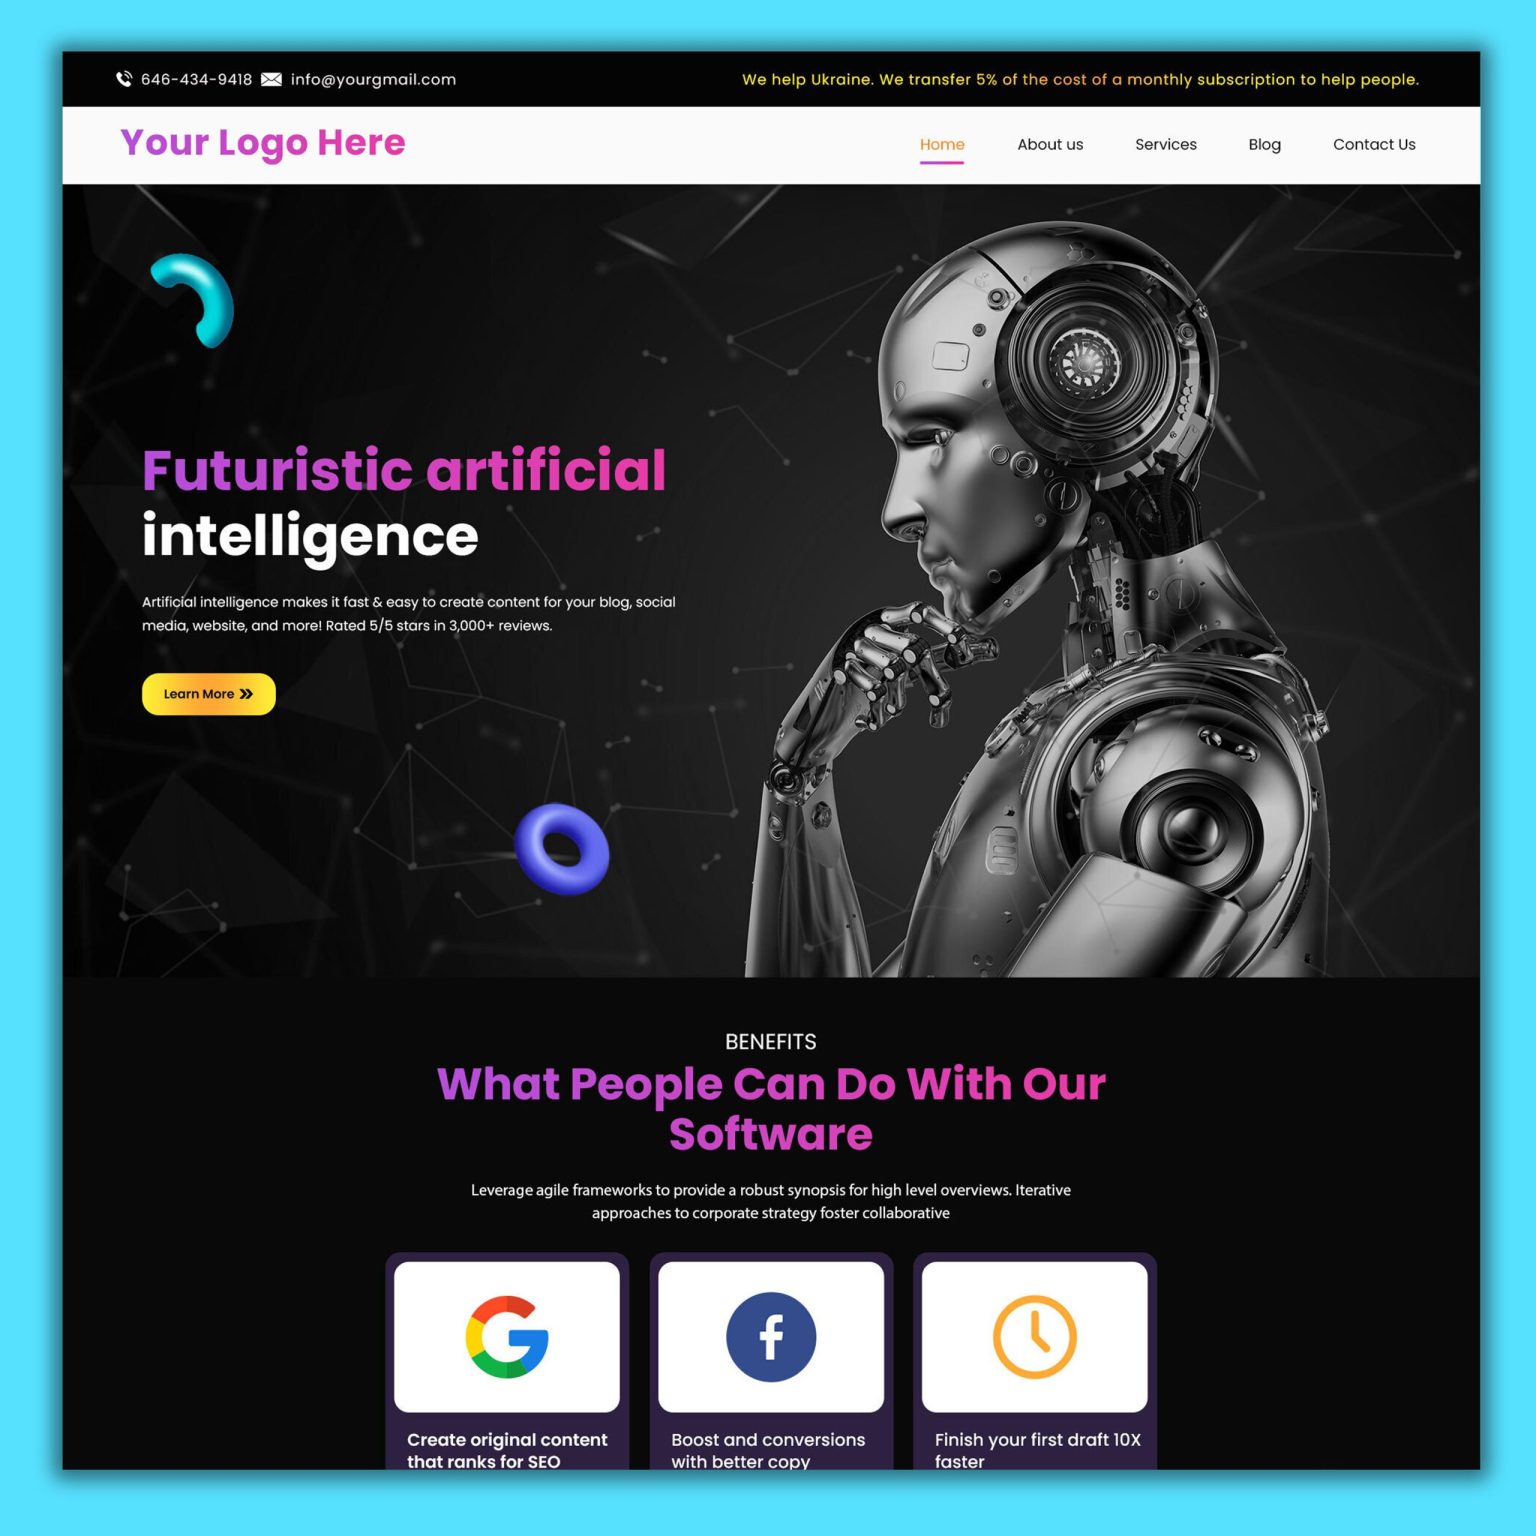 646-434-9418 info@yourgmail.com
We help Ukraine. We transfer 5% of the cost of a monthly subscription to help people.
Your Logo Here
Home About us Services Blog Contact Us
Futuristic artificial
intelligence
Artificial intelligence makes it fast & easy to create content for your blog, social
media, website, and more! Rated 5/5 stars in 3,000+ reviews.
Learn More
BENEFITS
What People Can Do With Our
Software
Leverage agile frameworks to provide a robust synopsis for high level overviews. Iterative
approaches to corporate strategy foster collaborative
Create original content
that ranks for SEO
Boost and conversions
with better copy
Finish your first draft 10X
faster